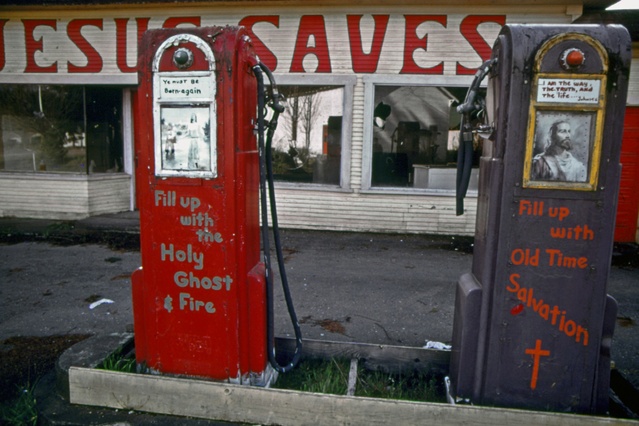 JESUS SAVES
Ye MUST BE
Born-again
Fill up
with
the
Holy
Ghost
& Fire
I AM THE WAY,
THE TRUTH, AND
THE life...
Fill up
with
Old Time
Salvation